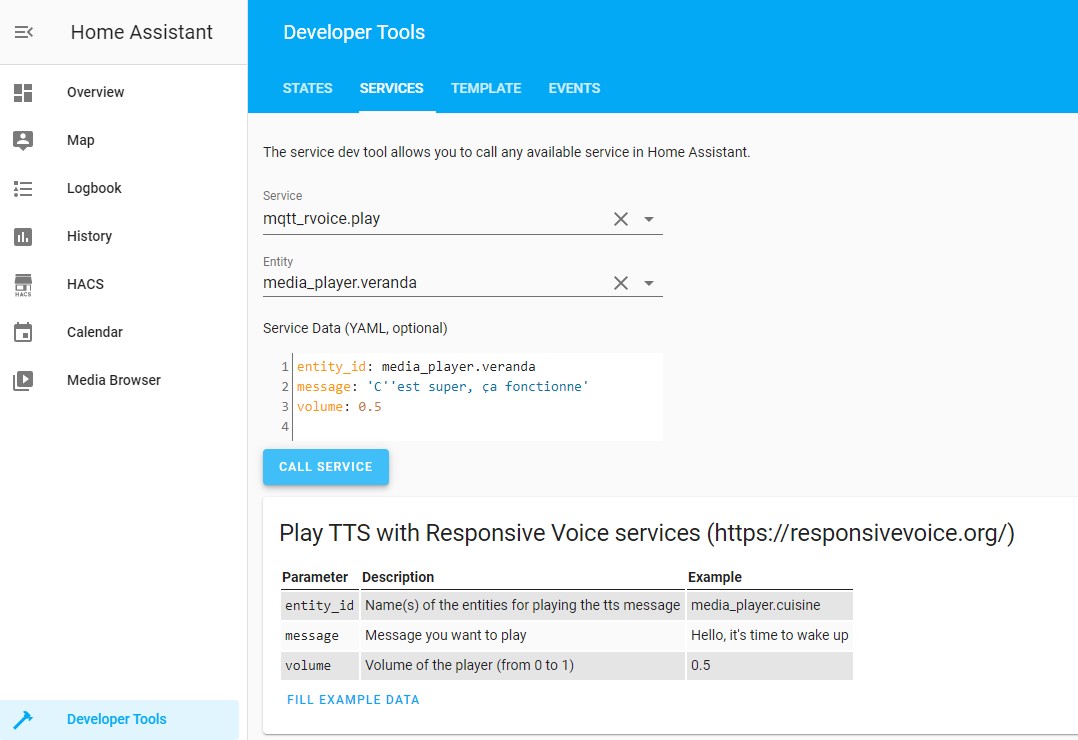 Home Assistant
Overview
Map
Logbook
History
HACS
HACS
Calendar
Media Browser
Developer Tools
Developer Tools
STATES SERVICES TEMPLATE EVENTS
The service dev tool allows you to call any available service in Home Assistant.
Service
mqtt_rvoice.play
Entity
media_player.veranda
Service Data (YAML, optional)
1 entity_id: media_player.veranda
2 message: 'C''est super, ça fonctionne'
3 volume: 0.5
4
CALL SERVICE
Play TTS with Responsive Voice services (https://responsivevoice.org/)
Parameter Description Example
entity_id Name(s) of the entities for playing the tts message media_player.cuisine
message Message you want to play Hello, it's time to wake up
volume Volume of the player (from 0 to 1) 0.5
FILL EXAMPLE DATA